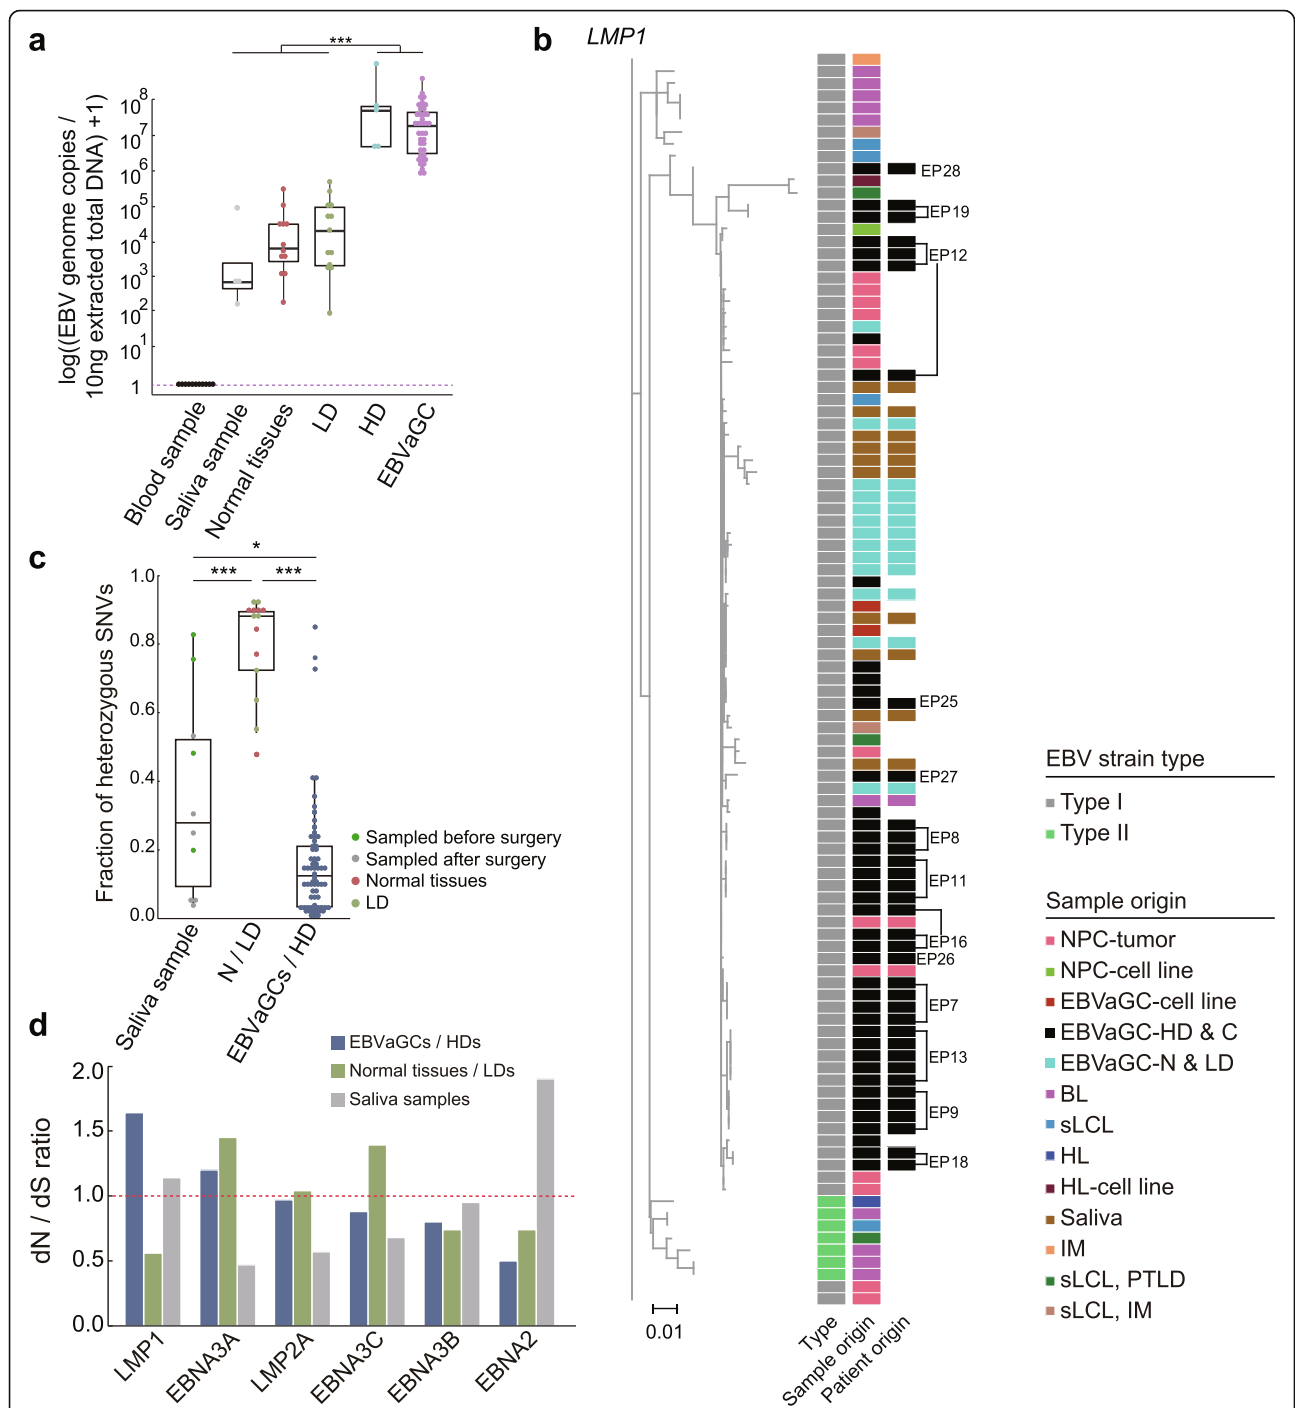 a
***
log((EBV genome copies /
10ng extracted total DNA) +1)
10^8
10^7
10^6
10^5
10^4
10^3
10^2
10^1
1
Blood sample
Saliva sample
Normal tissues
LD
HD
EBVaGC
b
LMP1
EP28
EP19
EP12
EP25
EP27
EP8
EP11
EP16
EP26
EP7
EP13
EP9
EP18
0.01
Type
Sample origin
Patient origin
EBV strain type
Type I
Type II
Sample origin
NPC-tumor
NPC-cell line
EBVaGC-cell line
EBVaGC-HD & C
EBVaGC-N & LD
BL
sLCL
HL
HL-cell line
Saliva
IM
sLCL, PTLD
sLCL, IM
c
*
***
***
Fraction of heterozygous SNVs
1.0
0.8
0.6
0.4
0.2
0.0
Saliva sample
N / LD
EBVaGCs / HD
Sampled before surgery
Sampled after surgery
Normal tissues
LD
d
EBVaGCs / HDs
Normal tissues / LDs
Saliva samples
dN / dS ratio
2.0
1.5
1.0
0.5
0.0
LMP1
EBNA3A
LMP2A
EBNA3C
EBNA3B
EBNA2